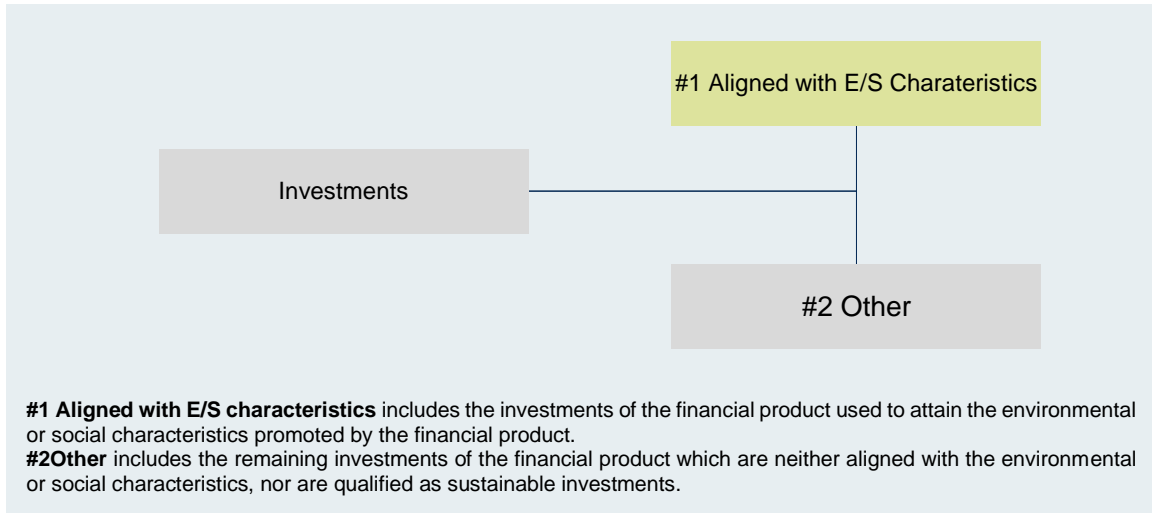 #1 Aligned with E/S Charateristics
Investments
#2 Other
#1 Aligned with E/S characteristics includes the investments of the financial product used to attain the environmental
or social characteristics promoted by the financial product.
#2Other includes the remaining investments of the financial product which are neither aligned with the environmental
or social characteristics, nor are qualified as sustainable investments.